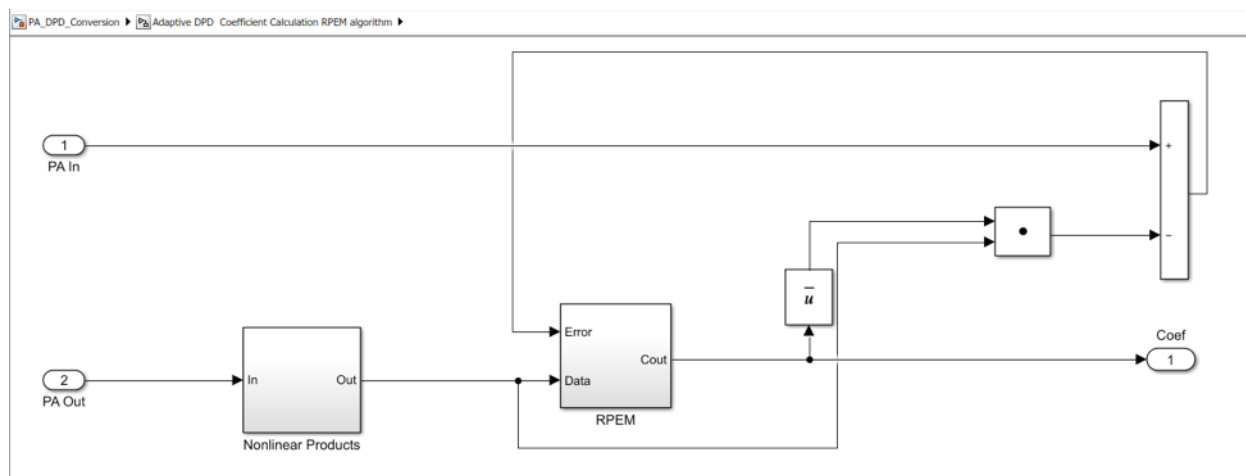 PA_DPD_Conversion ▶ Adaptive DPD Coefficient Calculation RPEM algorithm ▶
1
PA In
+
−
u̅
Error
Cout
Data
RPEM
Coef
1
2
PA Out
In
Out
Nonlinear Products